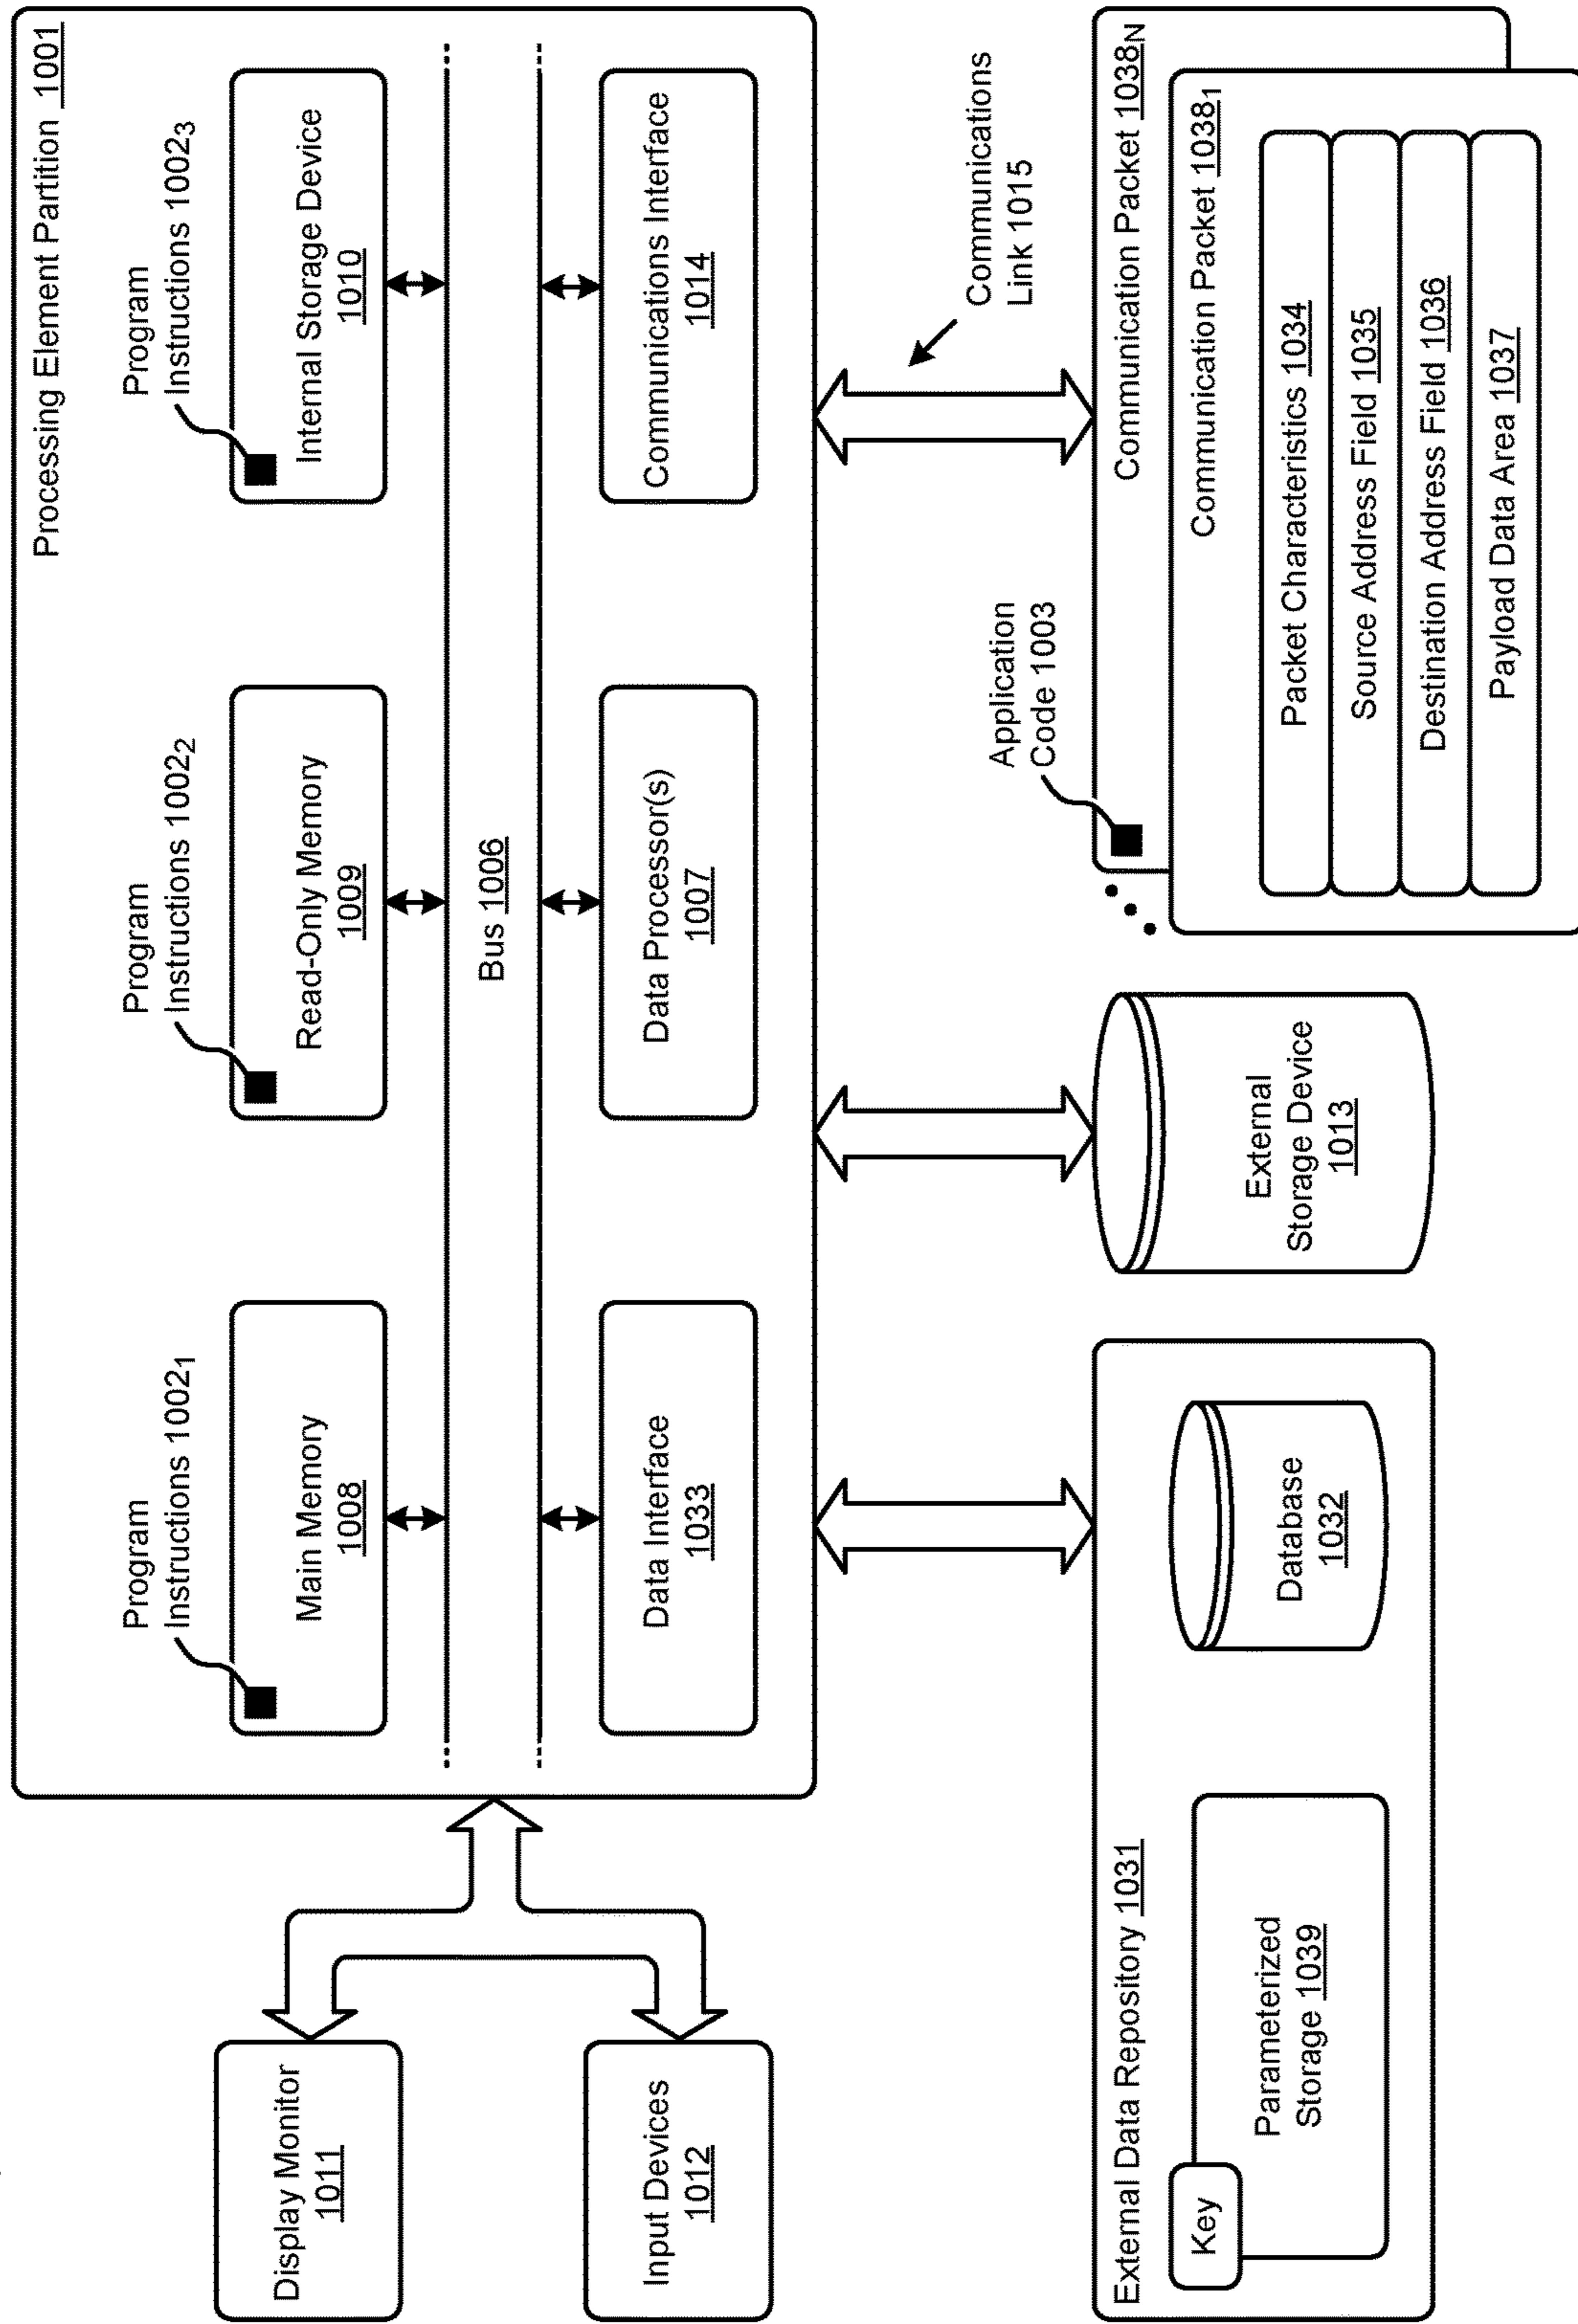 Processing Element Partition 1001
Program
Instructions 1002₁
Program
Instructions 1002₂
Program
Instructions 1002₃
Display Monitor
1011
Main Memory
1008
Read-Only Memory
1009
Internal Storage Device
1010
Bus 1006
Input Devices
1012
Data Interface
1033
Data Processor(s)
1007
Communications Interface
1014
Communications
Link 1015
Application
Code 1003
External Data Repository 1031
Key
Parameterized
Storage 1039
Database
1032
External
Storage Device
1013
Communication Packet 1038N
Communication Packet 1038₁
Packet Characteristics 1034
Source Address Field 1035
Destination Address Field 1036
Payload Data Area 1037